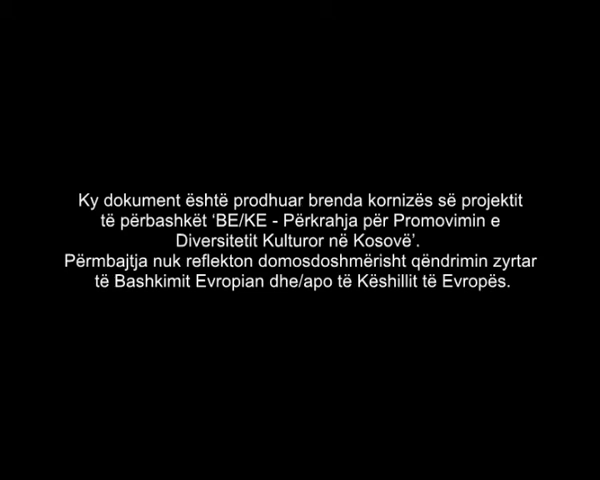 Ky dokument është prodhuar brenda kornizës së projektit
të përbashkët ‘BE/KE - Përkrahja për Promovimin e
Diversitetit Kulturor në Kosovë’.
Përmbajtja nuk reflekton domosdoshmërisht qëndrimin zyrtar
të Bashkimit Evropian dhe/apo të Këshillit të Evropës.